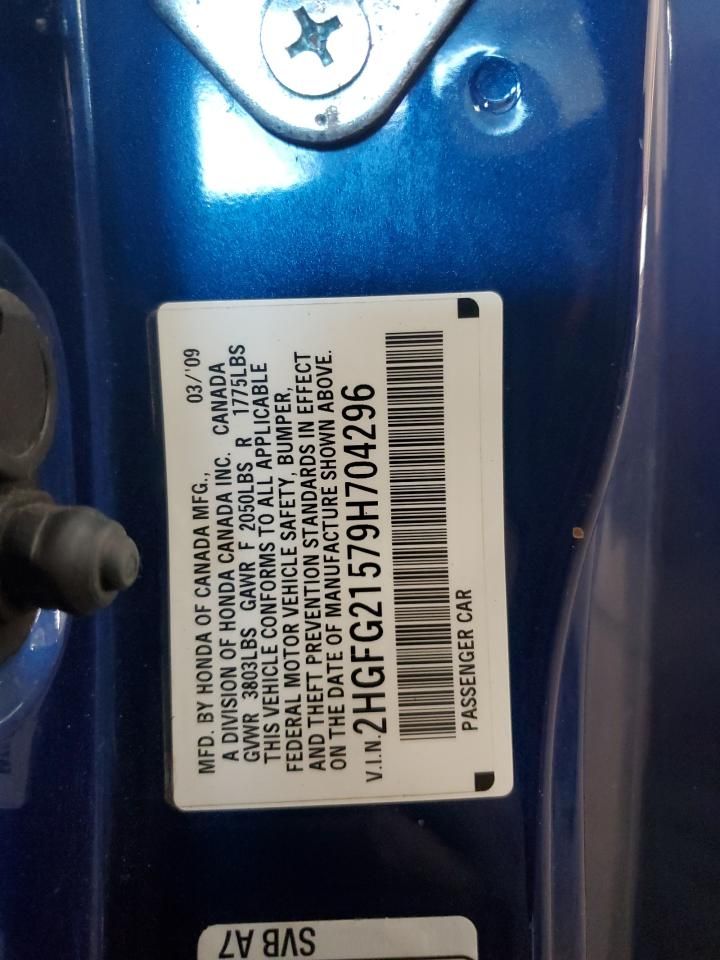 MFD. BY HONDA OF CANADA MFG., 03/'09
A DIVISION OF HONDA CANADA INC. CANADA
GVWR 3803LBS GAWR F 2050LBS R 1775LBS
THIS VEHICLE CONFORMS TO ALL APPLICABLE
FEDERAL MOTOR VEHICLE SAFETY, BUMPER,
AND THEFT PREVENTION STANDARDS IN EFFECT
ON THE DATE OF MANUFACTURE SHOWN ABOVE.
V.I.N. 2HGFG21579H704296
PASSENGER CAR
SVB A7